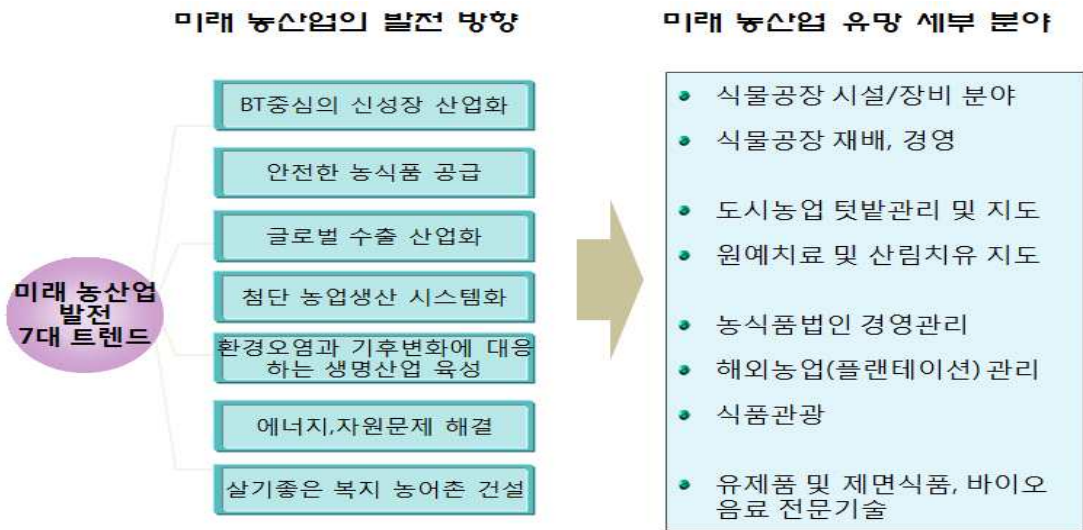 미래 농산업의 발전 방향
미래 농산업 유망 세부 분야
미래 농산업
발전
7대 트렌드
BT중심의 신성장 산업화
안전한 농식품 공급
글로벌 수출 산업화
첨단 농업생산 시스템화
환경오염과 기후변화에 대응
하는 생명산업 육성
에너지,자원문제 해결
살기좋은 복지 농어촌 건설
식물공장 시설/장비 분야
식물공장 재배, 경영
도시농업 텃밭관리 및 지도
원예치료 및 산림치유 지도
농식품법인 경영관리
해외농업(플랜테이션) 관리
식품관광
유제품 및 제면식품, 바이오
음료 전문기술